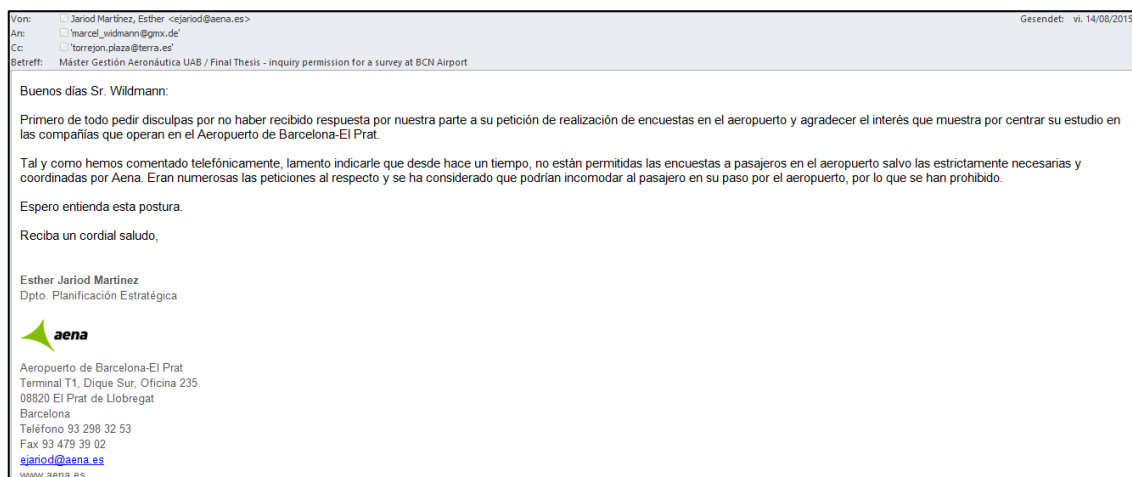 Von: Jariod Martínez, Esther <ejariod@aena.es> Gesendet: vi. 14/08/2015
An: 'marcel_widmann@gmx.de'
Cc: 'torrejon.plaza@terra.es'
Betreff: Máster Gestión Aeronáutica UAB / Final Thesis - inquiry permission for a survey at BCN Airport
Buenos días Sr. Wildmann:
Primero de todo pedir disculpas por no haber recibido respuesta por nuestra parte a su petición de realización de encuestas en el aeropuerto y agradecer el interés que muestra por centrar su estudio en
las compañías que operan en el Aeropuerto de Barcelona-El Prat.
Tal y como hemos comentado telefónicamente, lamento indicarle que desde hace un tiempo, no están permitidas las encuestas a pasajeros en el aeropuerto salvo las estrictamente necesarias y
coordinadas por Aena. Eran numerosas las peticiones al respecto y se ha considerado que podrían incomodar al pasajero en su paso por el aeropuerto, por lo que se han prohibido.
Espero entienda esta postura.
Reciba un cordial saludo,
Esther Jariod Martinez
Dpto. Planificación Estratégica
aena
Aeropuerto de Barcelona-El Prat
Terminal T1, Dique Sur, Oficina 235
08820 El Prat de Llobregat
Barcelona
Teléfono 93 298 32 53
Fax 93 479 39 02
ejariod@aena.es
www.aena.es